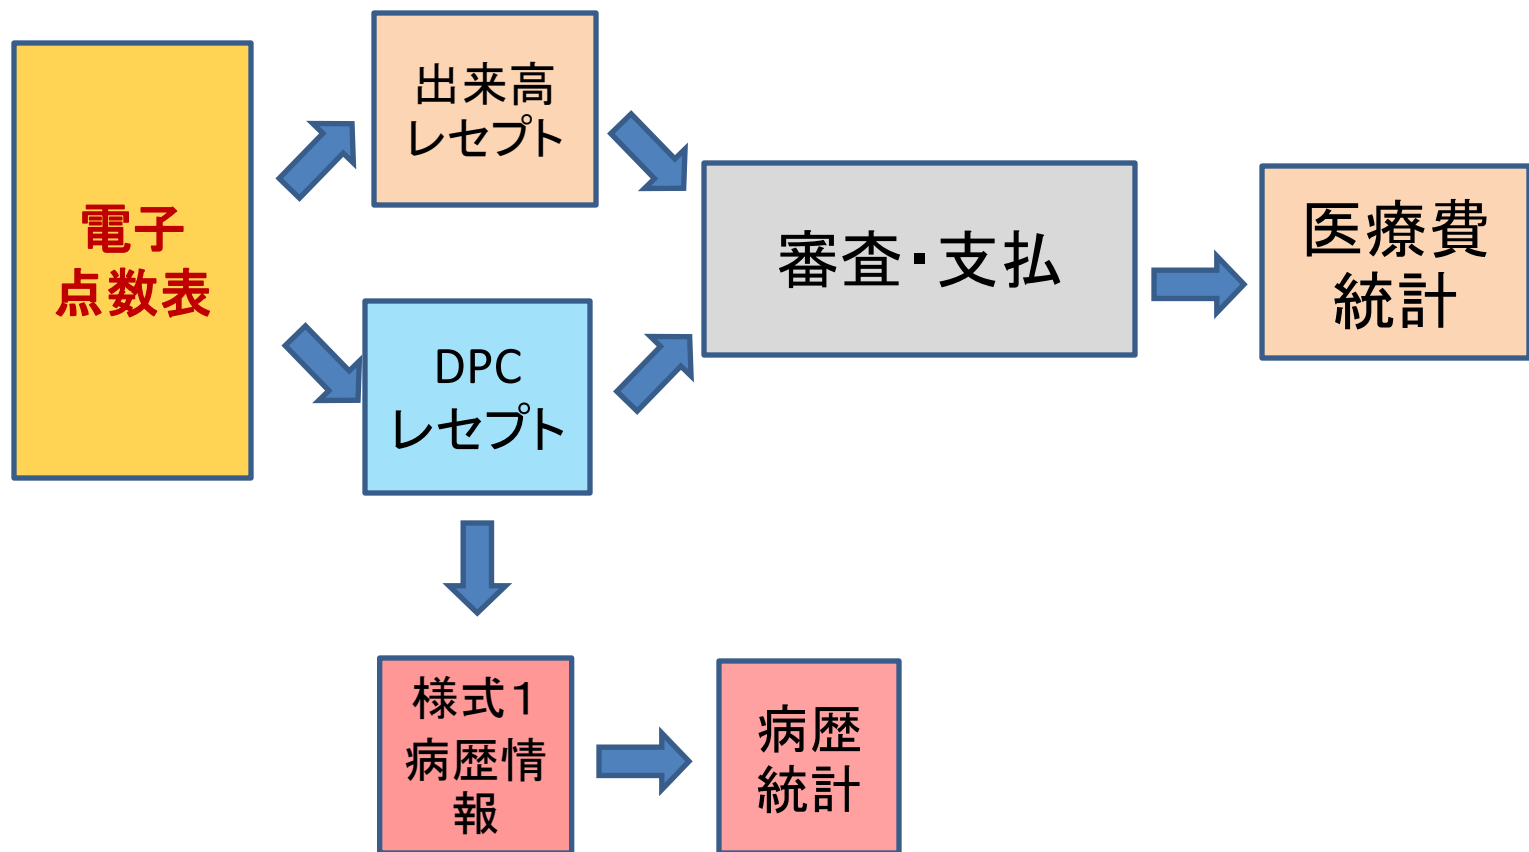 電子
点数表
出来高
レセプト
DPC
レセプト
審査・支払
医療費
統計
様式１
病歴情
報
病歴
統計